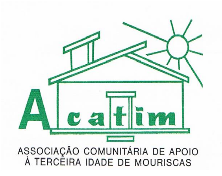 Acatim
ASSOCIAÇÃO COMUNITÁRIA DE APOIO
À TERCEIRA IDADE DE MOURISCAS